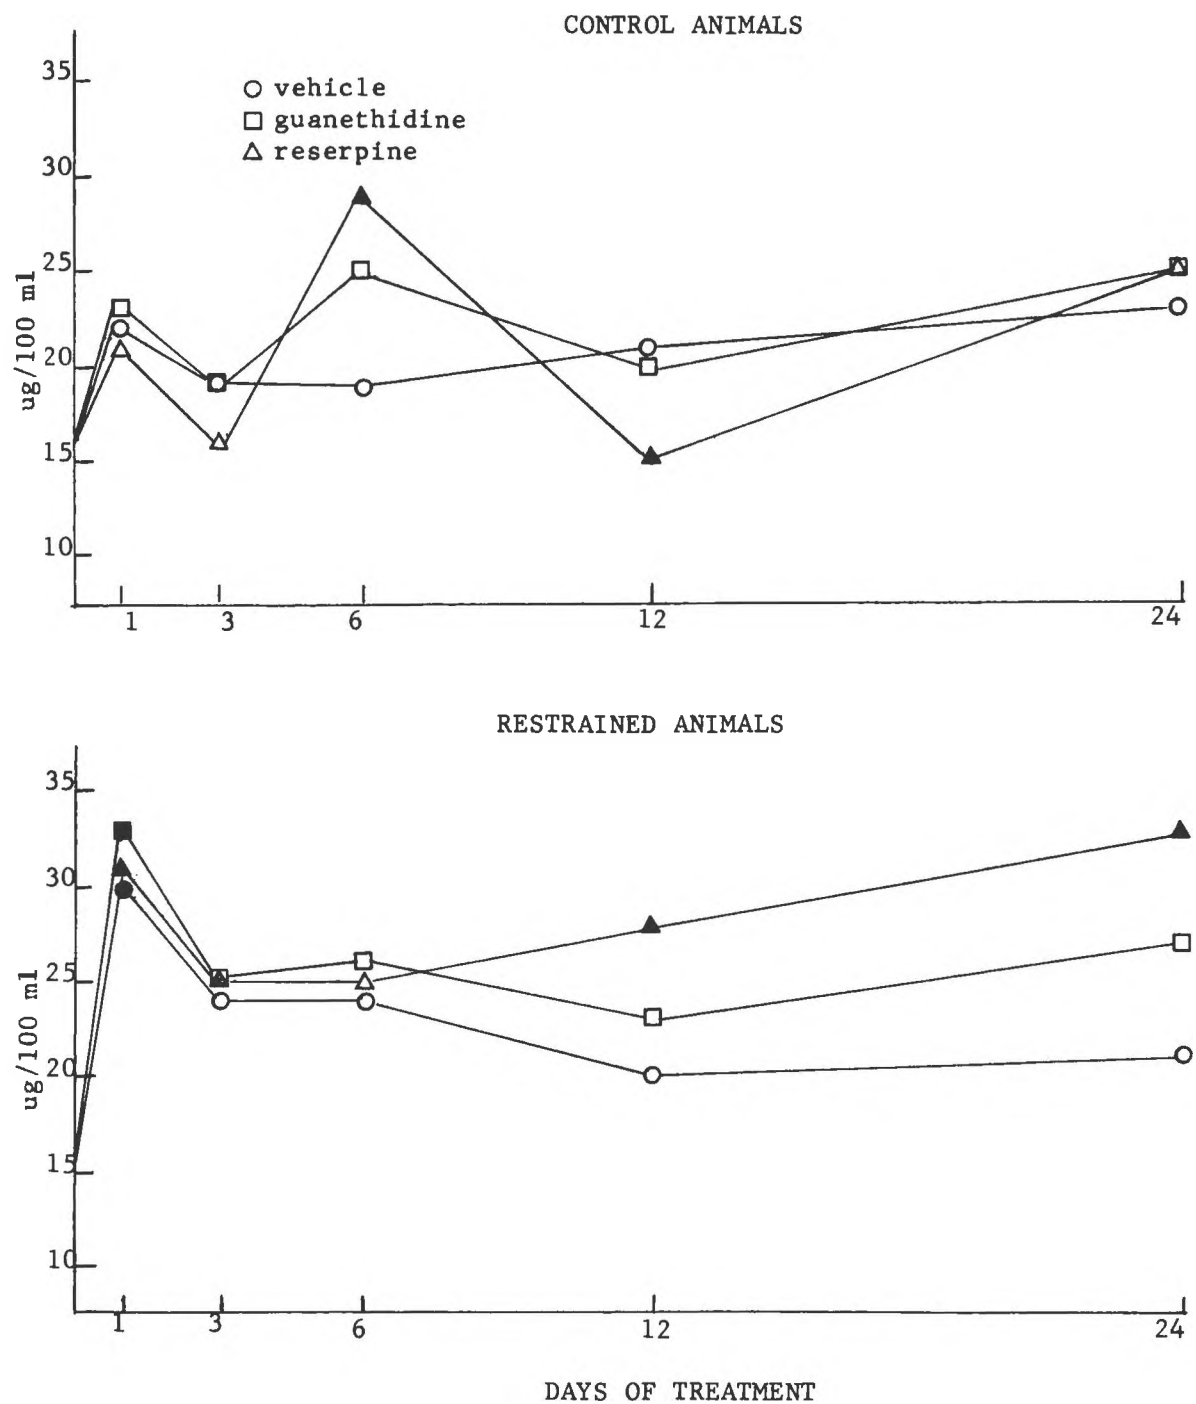 CONTROL ANIMALS
35
30
25
20
15
10
ug/100 ml
vehicle
guanethidine
reserpine
1 3 6 12 24
RESTRAINED ANIMALS
35
30
25
20
15
10
ug/100 ml
1 3 6 12 24
DAYS OF TREATMENT